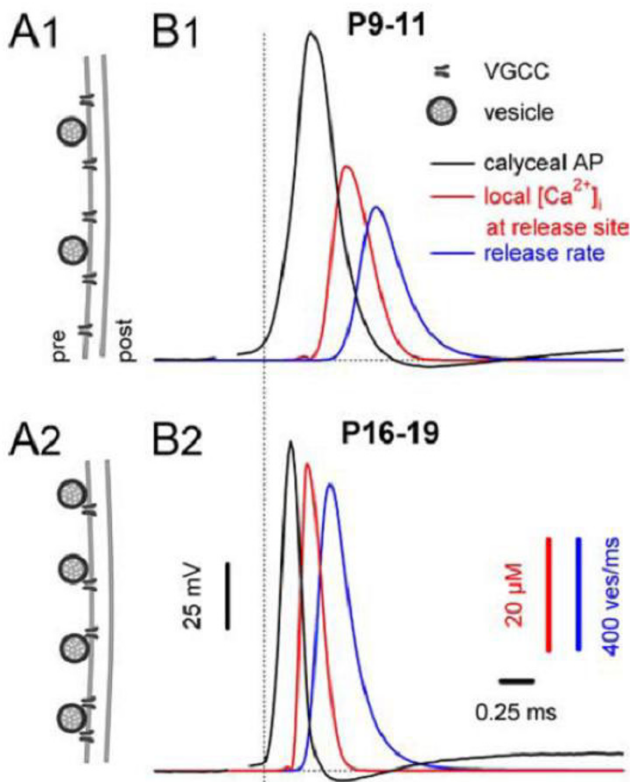 A1
B1
P9-11
VGCC
vesicle
calyceal AP
local [Ca²⁺]ᵢ
at release site
release rate
pre
post
A2
B2
P16-19
25 mV
20 µM
400 ves/ms
0.25 ms